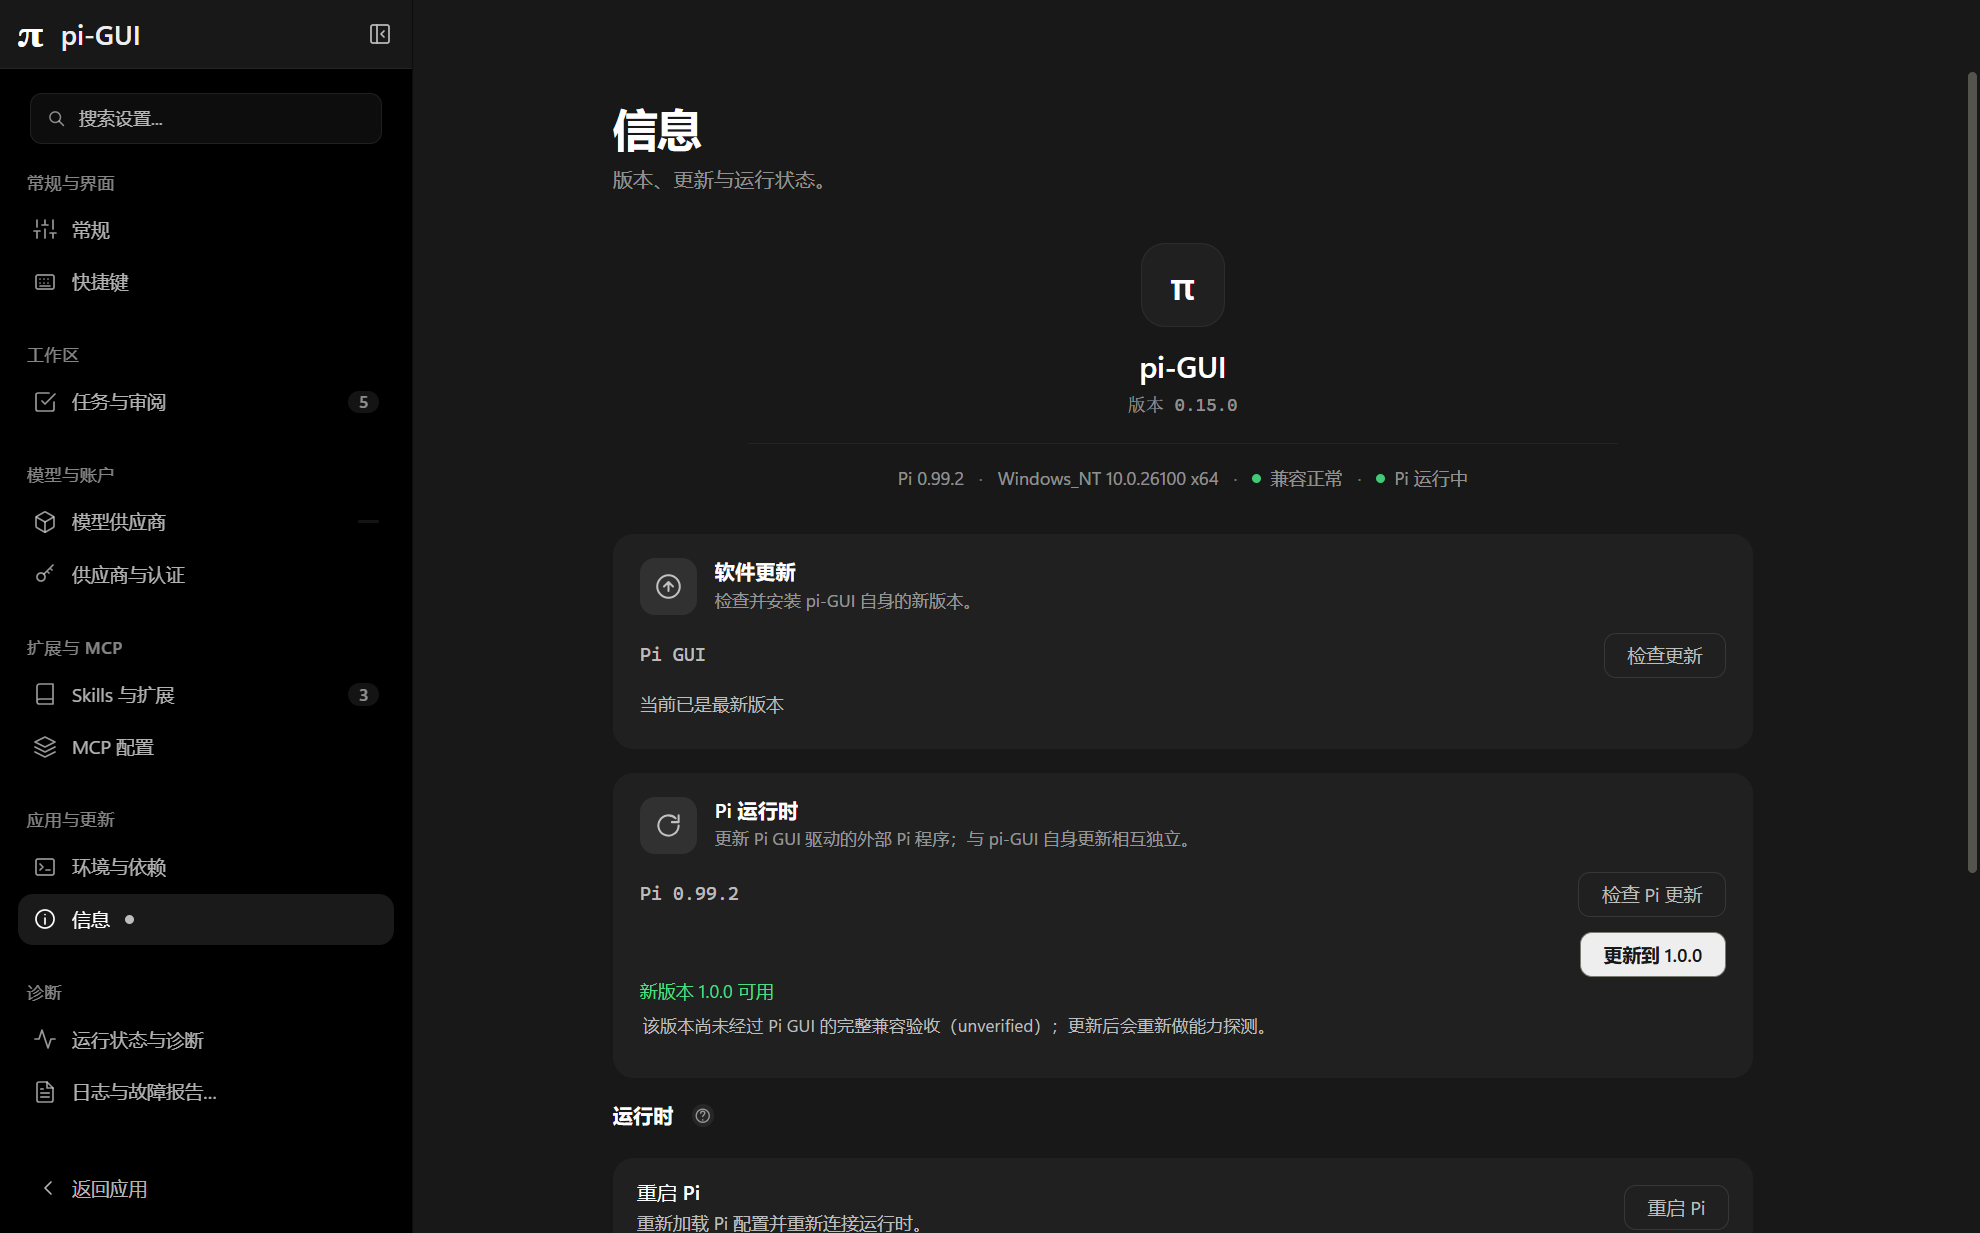 π pi-GUI
搜索设置...
常规与界面
常规
快捷键
工作区
任务与审阅 5
模型与账户
模型供应商
供应商与认证
扩展与 MCP
Skills 与扩展 3
MCP 配置
应用与更新
环境与依赖
信息
诊断
运行状态与诊断
日志与故障报告...
返回应用
信息
版本、更新与运行状态。
π
pi-GUI
版本 0.15.0
Pi 0.99.2 · Windows_NT 10.0.26100 x64 · 兼容正常 · Pi 运行中
软件更新
检查并安装 pi-GUI 自身的新版本。
Pi GUI
检查更新
当前已是最新版本
Pi 运行时
更新 Pi GUI 驱动的外部 Pi 程序；与 pi-GUI 自身更新相互独立。
Pi 0.99.2
检查 Pi 更新
更新到 1.0.0
新版本 1.0.0 可用
该版本尚未经过 Pi GUI 的完整兼容验收（unverified）；更新后会重新做能力探测。
运行时
重启 Pi
重新加载 Pi 配置并重新连接运行时。
重启 Pi